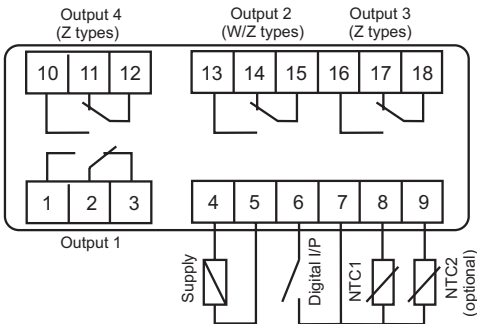 Output 4
(Z types)
Output 2
(W/Z types)
Output 3
(Z types)
10 11 12
13 14 15 16 17 18
1 2 3
4 5 6 7 8 9
Output 1
Supply
Digital I/P
NTC1
NTC2
(optional)